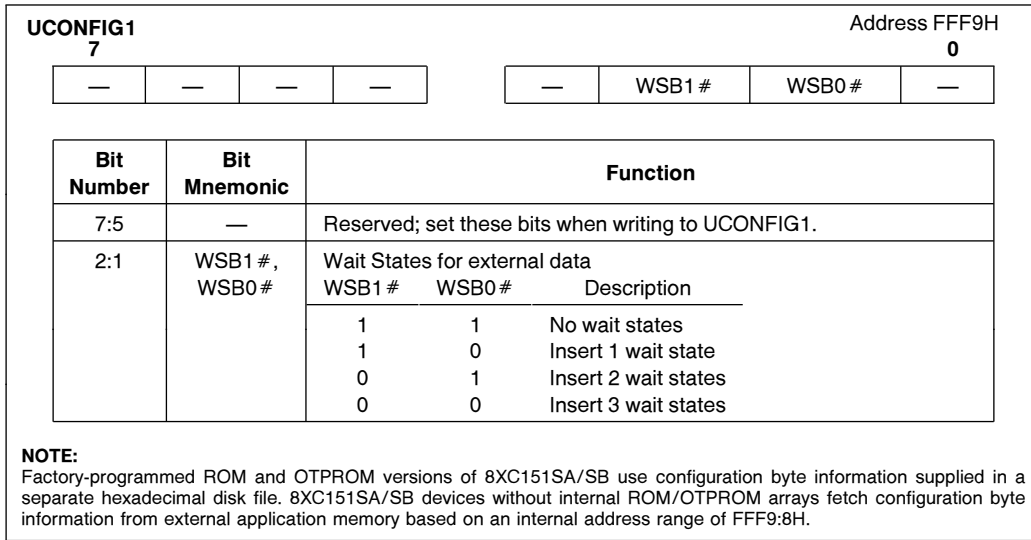 UCONFIG1 Address FFF9H
7 0
— — — — — WSB1# WSB0# —
Bit Number Bit Mnemonic Function
7:5 — Reserved; set these bits when writing to UCONFIG1.
2:1 WSB1#, Wait States for external data
WSB0# WSB1# WSB0# Description
1 1 No wait states
1 0 Insert 1 wait state
0 1 Insert 2 wait states
0 0 Insert 3 wait states
NOTE:
Factory-programmed ROM and OTPROM versions of 8XC151SA/SB use configuration byte information supplied in a
separate hexadecimal disk file. 8XC151SA/SB devices without internal ROM/OTPROM arrays fetch configuration byte
information from external application memory based on an internal address range of FFF9:8H.